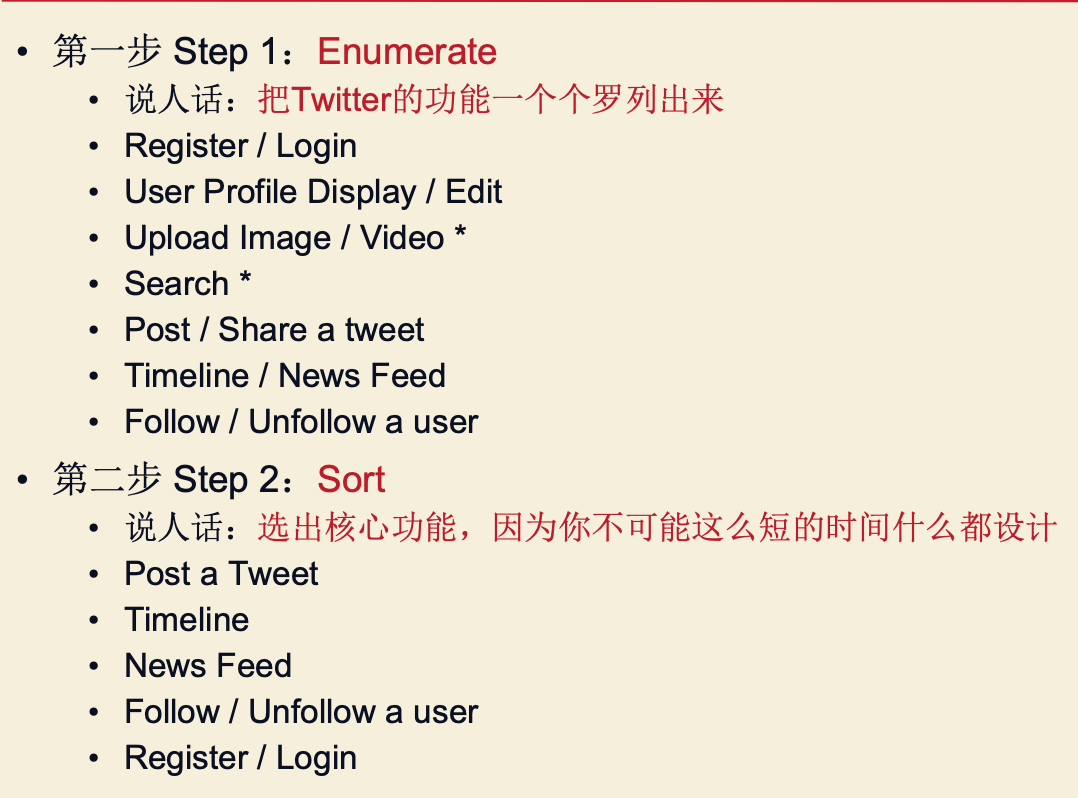 • 第一步 Step 1：Enumerate
• 说人话：把Twitter的功能一个个罗列出来
• Register / Login
• User Profile Display / Edit
• Upload Image / Video *
• Search *
• Post / Share a tweet
• Timeline / News Feed
• Follow / Unfollow a user
• 第二步 Step 2：Sort
• 说人话：选出核心功能，因为你不可能这么短的时间什么都设计
• Post a Tweet
• Timeline
• News Feed
• Follow / Unfollow a user
• Register / Login